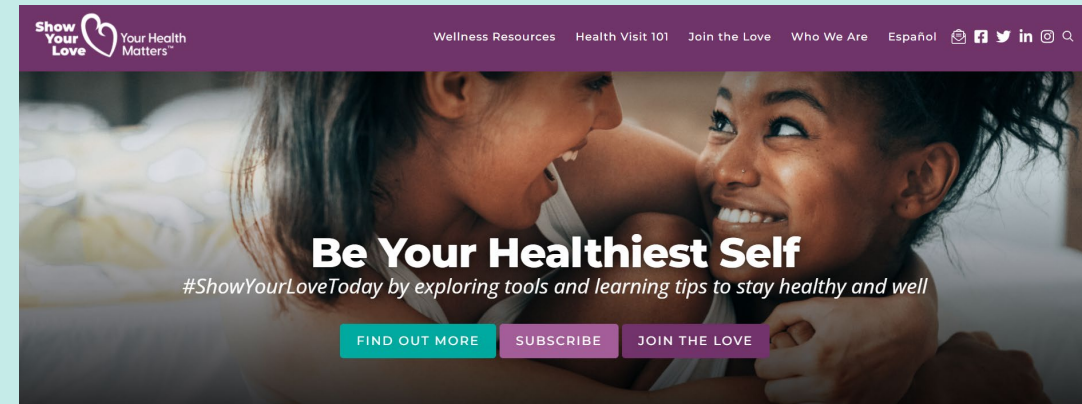 Show
Your
Love
Your Health
Matters™
Wellness Resources Health Visit 101 Join the Love Who We Are Español
Be Your Healthiest Self
#ShowYourLoveToday by exploring tools and learning tips to stay healthy and well
FIND OUT MORE SUBSCRIBE JOIN THE LOVE